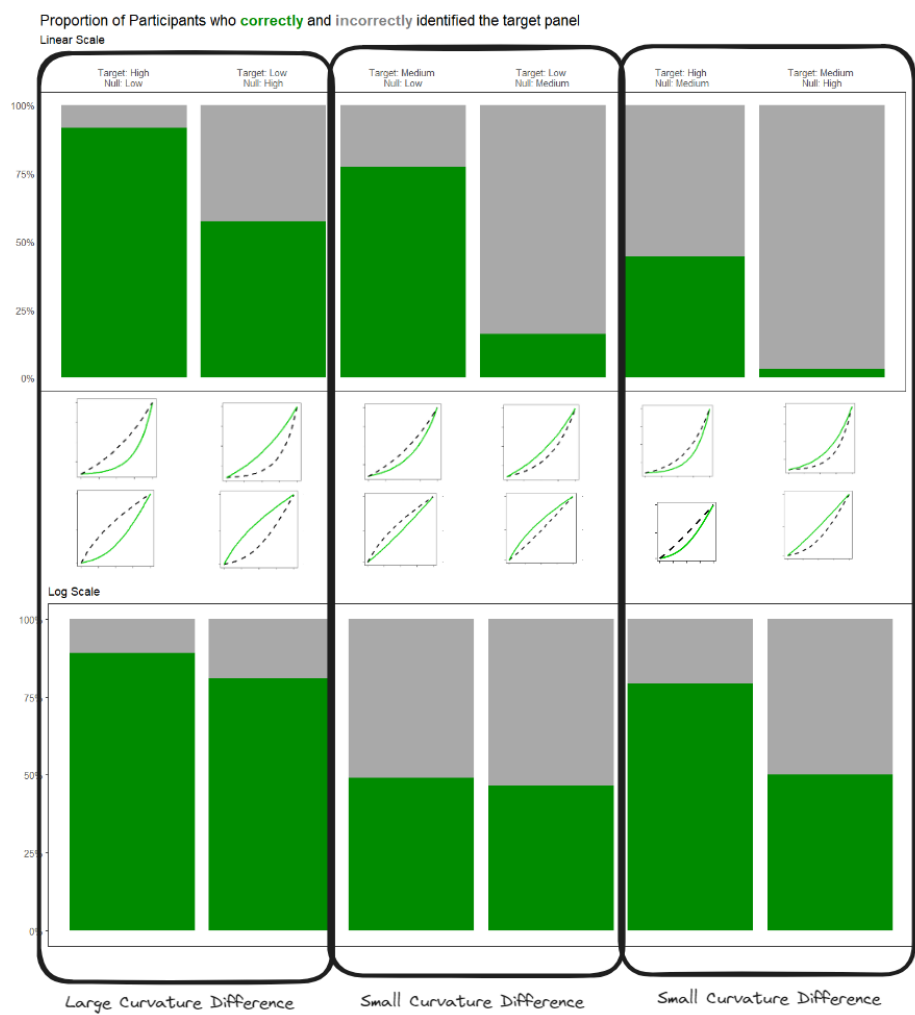 Proportion of Participants who correctly and incorrectly identified the target panel
Linear Scale
Target: High
Null: Low
Target: Low
Null: High
Target: Medium
Null: Low
Target: Low
Null: Medium
Target: High
Null: Medium
Target: Medium
Null: High
100%
75%
50%
25%
0%
Log Scale
100%
75%
50%
25%
0%
Large Curvature Difference
Small Curvature Difference
Small Curvature Difference